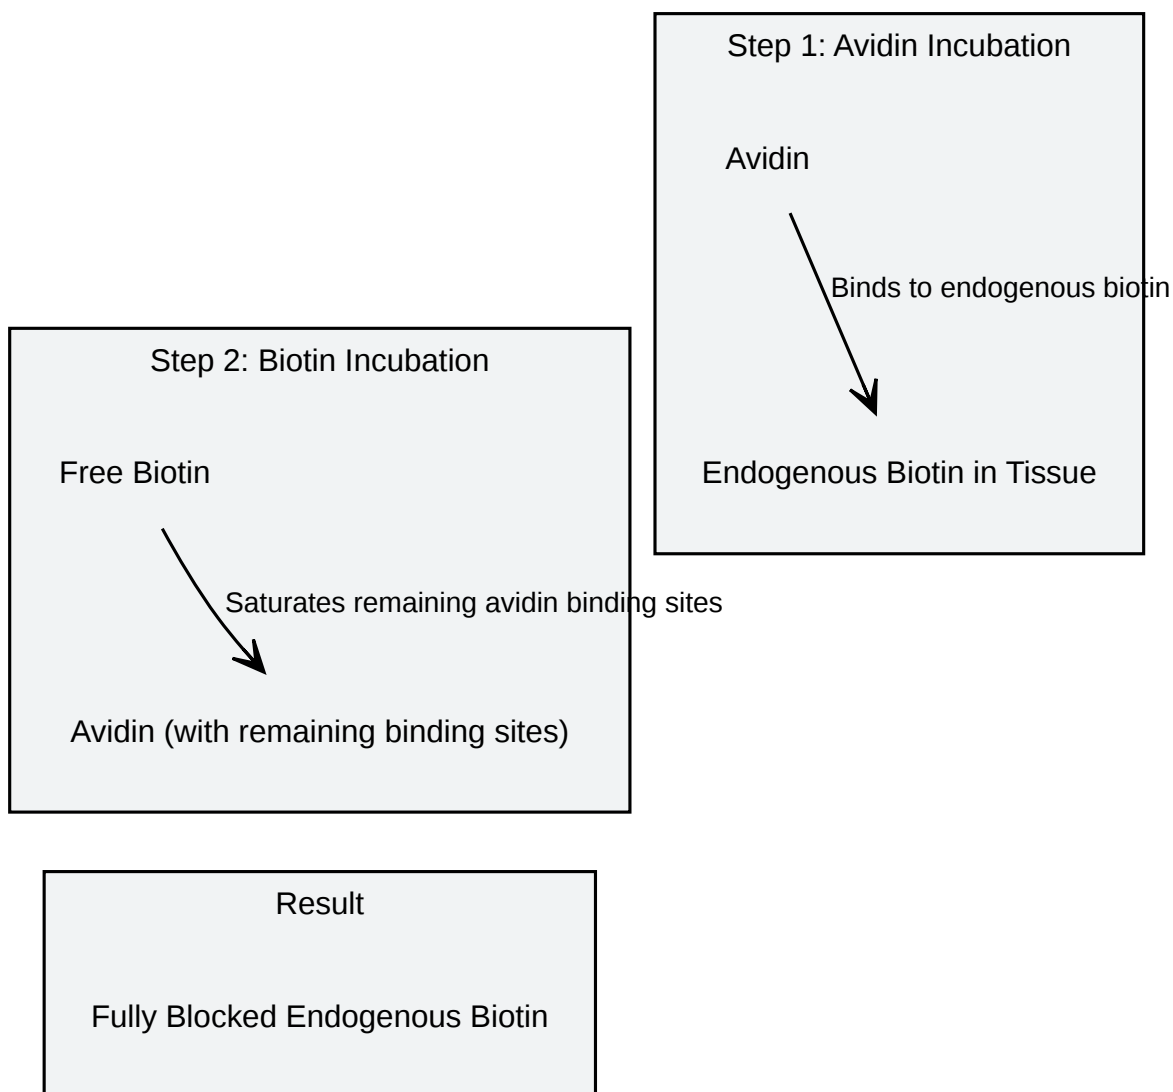 Step 1: Avidin Incubation
Avidin
Binds to endogenous biotin
Endogenous Biotin in Tissue
Step 2: Biotin Incubation
Free Biotin
Saturates remaining avidin binding sites
Avidin (with remaining binding sites)
Result
Fully Blocked Endogenous Biotin